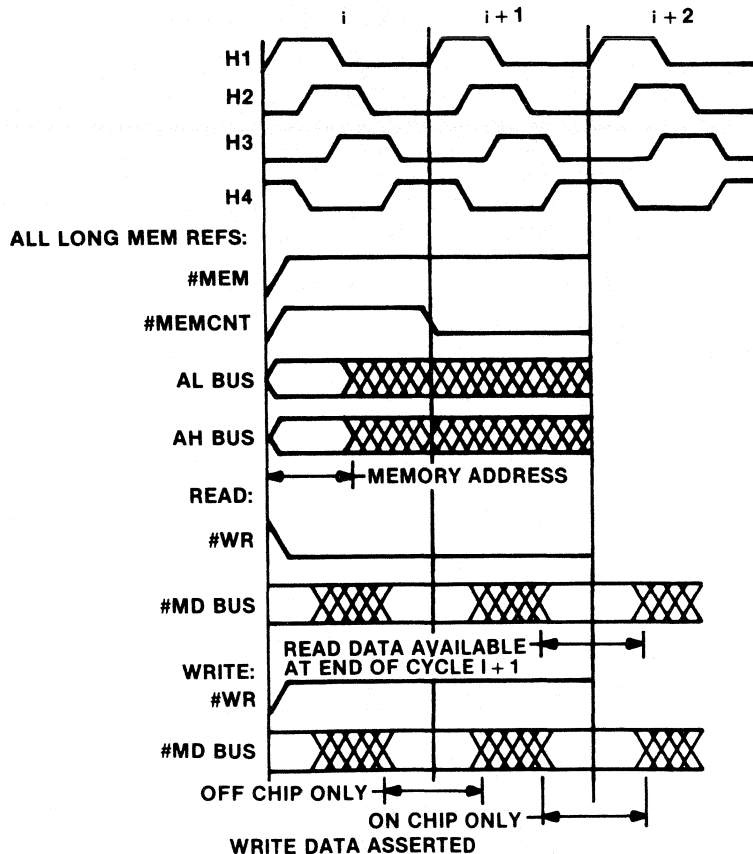 i i + 1 i + 2
H1
H2
H3
H4
ALL LONG MEM REFS:
#MEM
#MEMCNT
AL BUS
AH BUS
MEMORY ADDRESS
READ:
#WR
#MD BUS
READ DATA AVAILABLE
AT END OF CYCLE I + 1
WRITE:
#WR
#MD BUS
OFF CHIP ONLY
ON CHIP ONLY
WRITE DATA ASSERTED